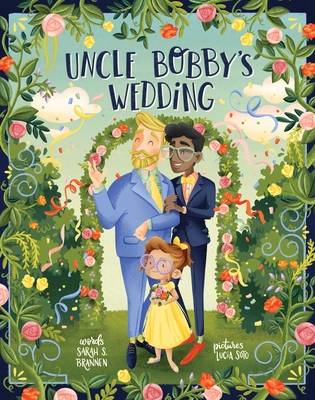 UNCLE BOBBY'S
WEDDING
words
SARAH S.
BRANNEN
pictures
LUCIA SOTO